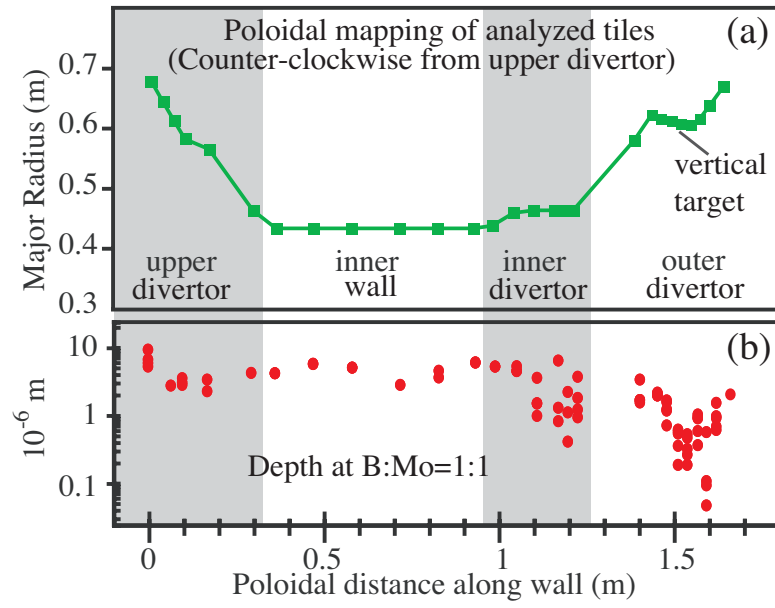 Poloidal mapping of analyzed tiles
(Counter-clockwise from upper divertor)
(a)
Major Radius (m)
0.7
0.6
0.5
0.4
0.3
vertical
target
upper
divertor
inner
wall
inner
divertor
outer
divertor
(b)
10⁻⁶ m
10
1
0.1
Depth at B:Mo=1:1
0
0.5
1
1.5
Poloidal distance along wall (m)